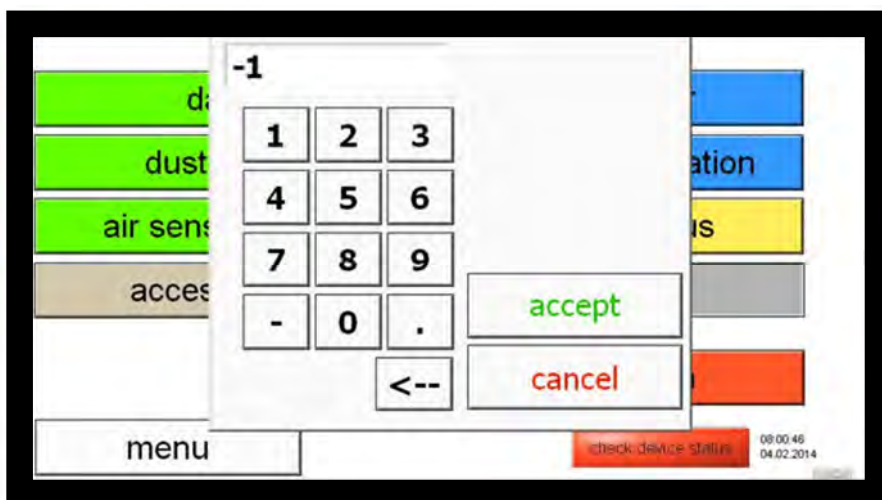 -1
1 2 3
4 5 6
7 8 9
- 0 .
<--
accept
cancel
dust
air sens
acces
ation
us
menu
check device status
08:00:46
04.02.2014